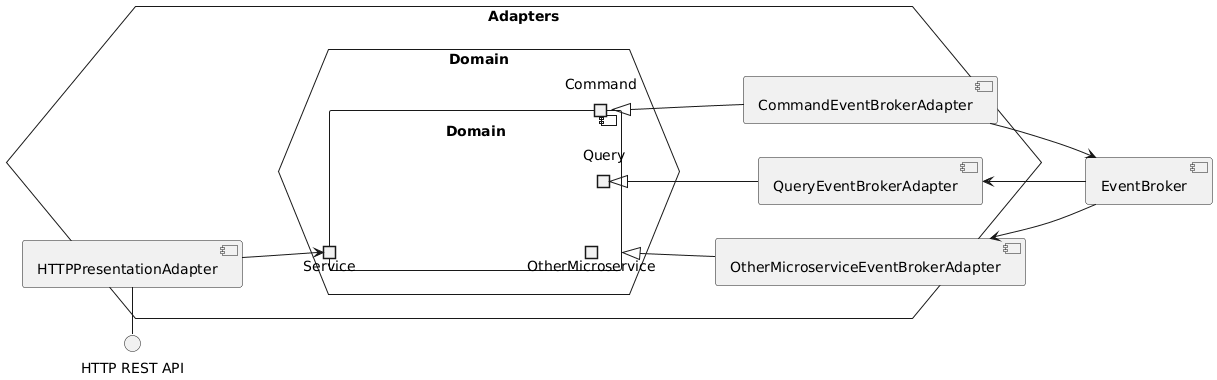 Adapters
Domain
Command
CommandEventBrokerAdapter
Domain
Query
QueryEventBrokerAdapter
EventBroker
HTTPPresentationAdapter
Service
OtherMicroservice
OtherMicroserviceEventBrokerAdapter
HTTP REST API